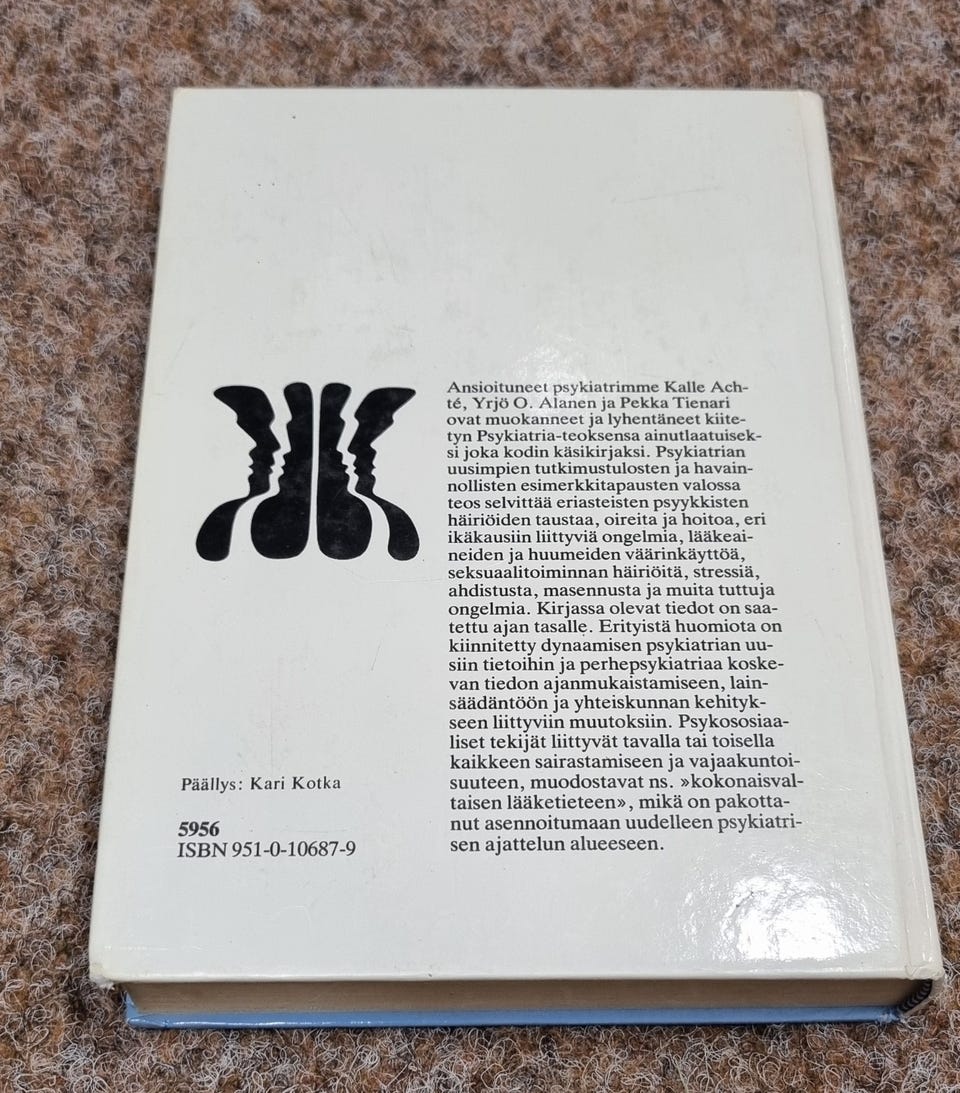 Ansioituneet psykiatrimme Kalle Ach-
té, Yrjö O. Alanen ja Pekka Tienari
ovat muokanneet ja lyhentäneet kiite-
tyn Psykiatria-teoksensa ainutlaatuisek-
si joka kodin käsikirjaksi. Psykiatrian
uusimpien tutkimustulosten ja havain-
nollisten esimerkkitapausten valossa
teos selvittää eriasteisten psyykkisten
häiriöiden taustaa, oireita ja hoitoa, eri
ikäkausiin liittyviä ongelmia, lääkeai-
neiden ja huumeiden väärinkäyttöä,
seksuaalitoiminnan häiriöitä, stressiä,
ahdistusta, masennusta ja muita tuttuja
ongelmia. Kirjassa olevat tiedot on saa-
tettu ajan tasalle. Erityistä huomiota on
kiinnitetty dynaamisen psykiatrian uu-
siin tietoihin ja perhepsykiatriaa koske-
van tiedon ajanmukaistamiseen, lain-
säädäntöön ja yhteiskunnan kehityk-
seen liittyviin muutoksiin. Psykososiaa-
liset tekijät liittyvät tavalla tai toisella
kaikkeen sairastamiseen ja vajaakuntoi-
suuteen, muodostavat ns. »kokonaisval-
taisen lääketieteen», mikä on pakotta-
nut asennoitumaan uudelleen psykiatri-
sen ajattelun alueeseen.
Päällys: Kari Kotka
5956
ISBN 951-0-10687-9